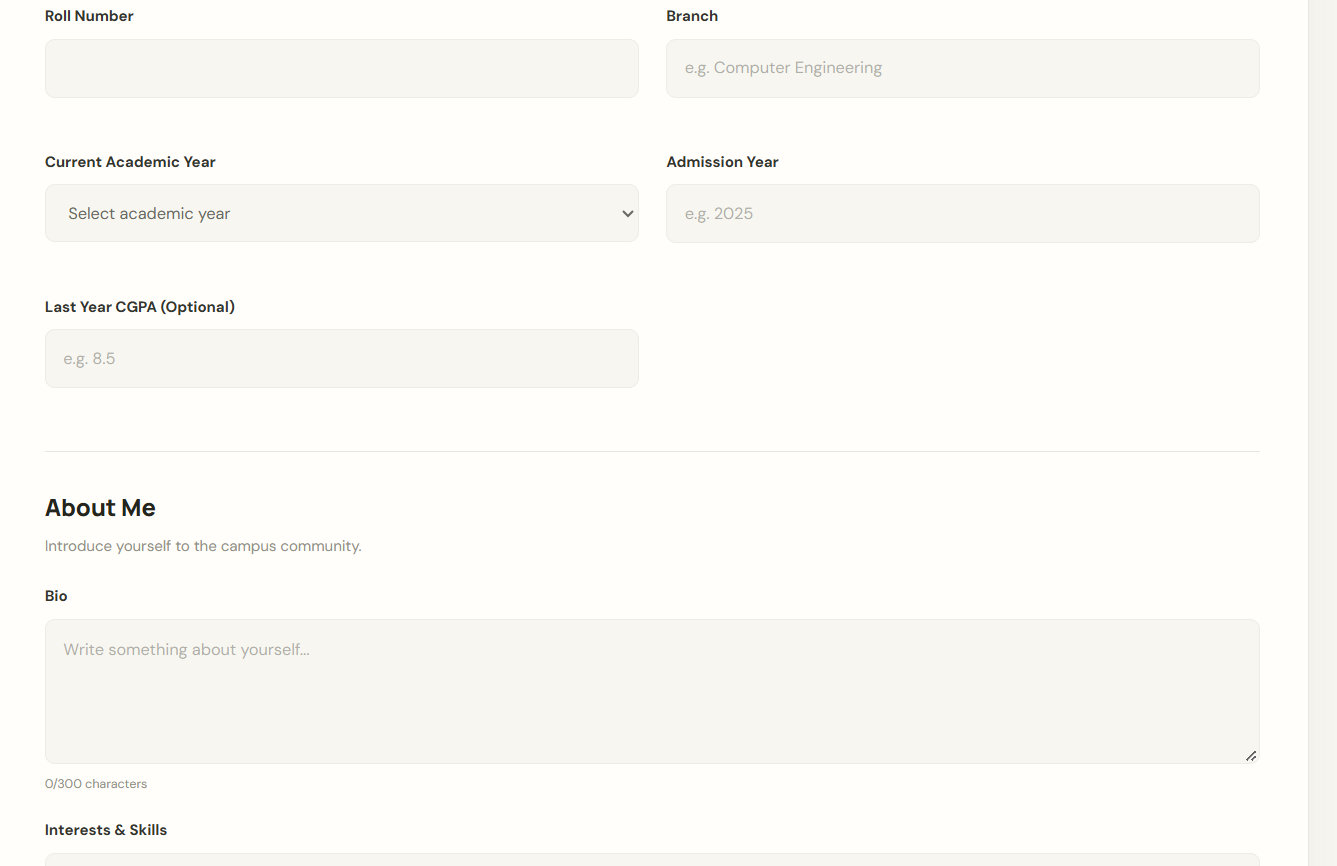 Roll Number
Branch
e.g. Computer Engineering
Current Academic Year
Admission Year
Select academic year
e.g. 2025
Last Year CGPA (Optional)
e.g. 8.5
About Me
Introduce yourself to the campus community.
Bio
Write something about yourself...
0/300 characters
Interests & Skills